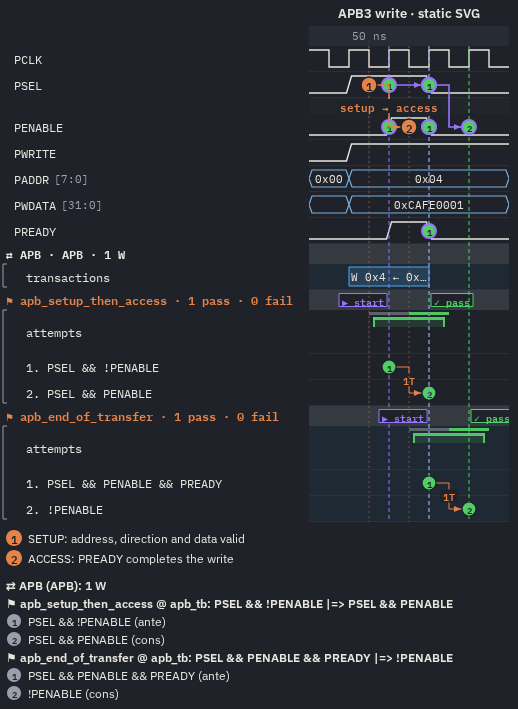 APB3 write · static SVG
50 ns
PCLK
PSEL
1 1 1
setup → access
PENABLE
1 2 1 2
PWRITE
PADDR [7:0]
0x00 0x04
PWDATA [31:0]
0xCAFE0001
PREADY
1
⇄ APB · APB · 1 W
transactions
W 0x4 ← 0x…
⚑ apb_setup_then_access · 1 pass · 0 fail
▶ start ✓ pass
attempts
1. PSEL && !PENABLE
1
1T
2. PSEL && PENABLE
2
⚑ apb_end_of_transfer · 1 pass · 0 fail
▶ start ✓ pass
attempts
1. PSEL && PENABLE && PREADY
1
1T
2. !PENABLE
2
1 SETUP: address, direction and data valid
2 ACCESS: PREADY completes the write
⇄ APB (APB): 1 W
⚑ apb_setup_then_access @ apb_tb: PSEL && !PENABLE |=> PSEL && PENABLE
1 PSEL && !PENABLE (ante)
2 PSEL && PENABLE (cons)
⚑ apb_end_of_transfer @ apb_tb: PSEL && PENABLE && PREADY |=> !PENABLE
1 PSEL && PENABLE && PREADY (ante)
2 !PENABLE (cons)